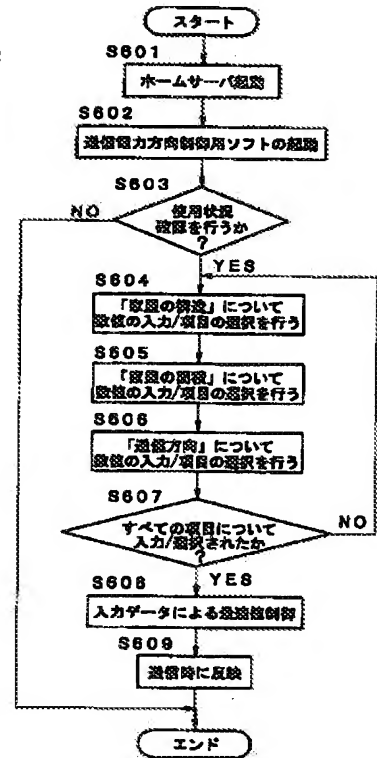 スタート
S601
ホームサーバ起動
S602
送信電力方向制御用ソフトの起動
S603
使用状況
確認を行うか
?
NO
YES
S604
「家屋の構造」について
数値の入力/項目の選択を行う
S605
「家屋の面積」について
数値の入力/項目の選択を行う
S606
「通信方向」について
数値の入力/項目の選択を行う
S607
すべての項目について
入力/選択されたか
?
NO
YES
S608
入力データによる
制御
S609
送信時に反映
エンド